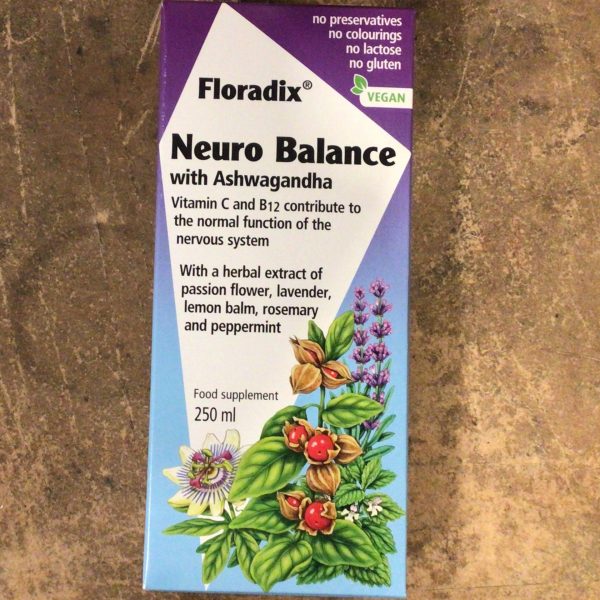 no preservatives
no colourings
no lactose
no gluten
VEGAN
Floradix®
Neuro Balance
with Ashwagandha
Vitamin C and B12 contribute to
the normal function of the
nervous system
With a herbal extract of
passion flower, lavender,
lemon balm, rosemary
and peppermint
Food supplement
250 ml